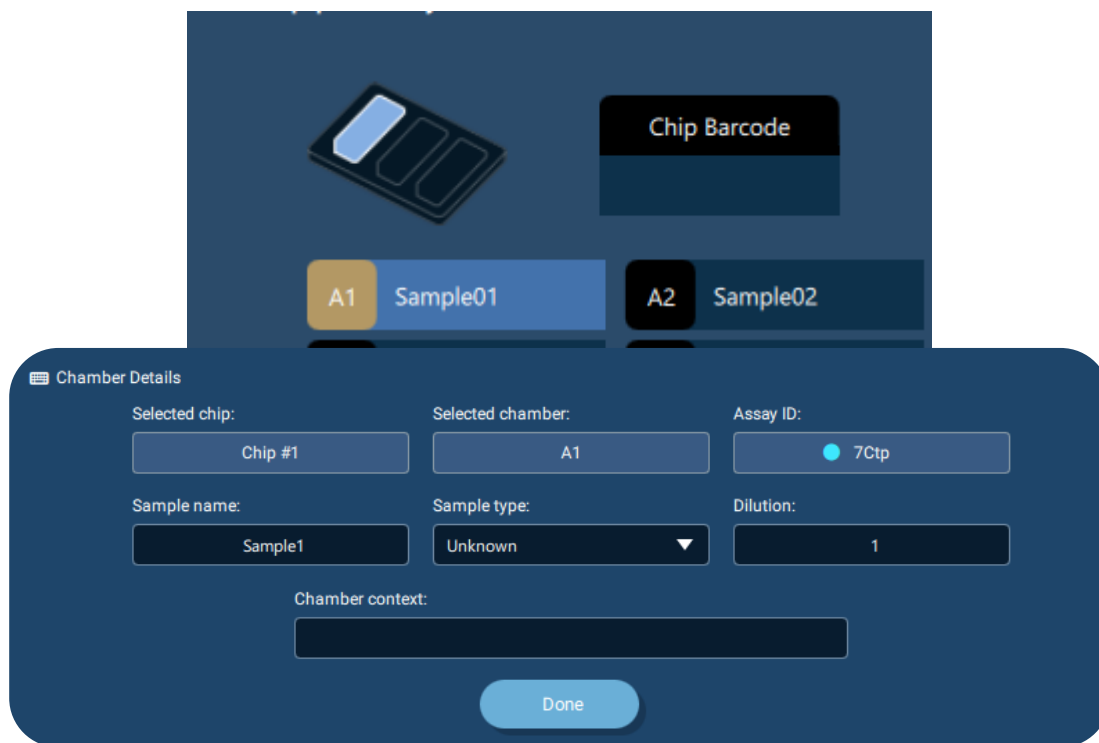 Chip Barcode
A1 Sample01 A2 Sample02
Chamber Details
Selected chip: Selected chamber: Assay ID:
Chip #1 A1 7Ctp
Sample name: Sample type: Dilution:
Sample1 Unknown 1
Chamber context:
Done